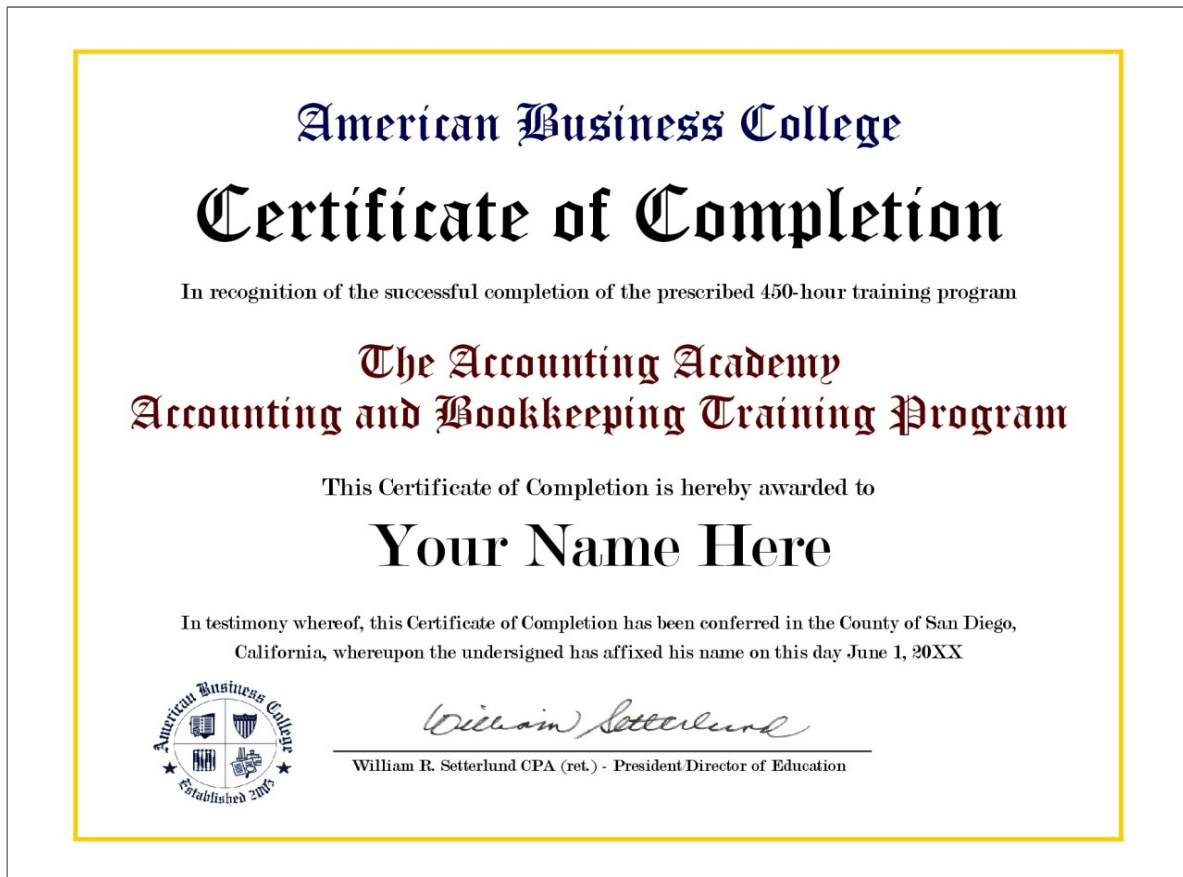 American Business College
Certificate of Completion
In recognition of the successful completion of the prescribed 450-hour training program
The Accounting Academy
Accounting and Bookkeeping Training Program
This Certificate of Completion is hereby awarded to
Your Name Here
In testimony whereof, this Certificate of Completion has been conferred in the County of San Diego,
California, whereupon the undersigned has affixed his name on this day June 1, 20XX
American Business College
Established 2003
William Setterlund
William R. Setterlund CPA (ret.) - President/Director of Education